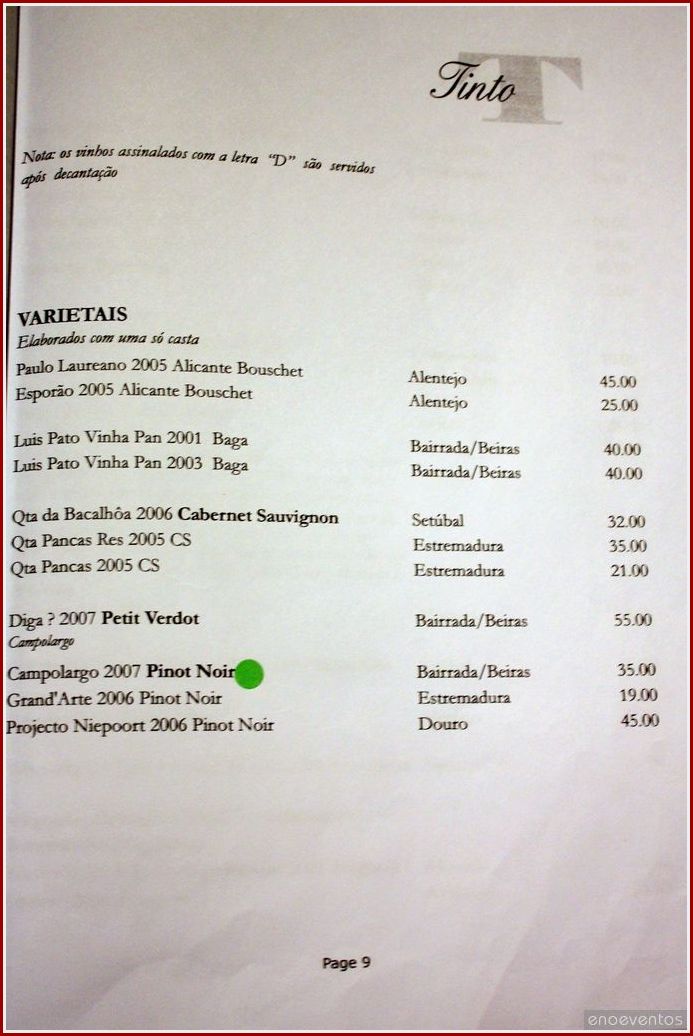 T
Tinto
Nota: os vinhos assinalados com a letra "D" são servidos
após decantação
VARIETAIS
Elaborados com uma só casta
Paulo Laureano 2005 Alicante Bouschet Alentejo 45.00
Esporão 2005 Alicante Bouschet Alentejo 25.00
Luis Pato Vinha Pan 2001 Baga Bairrada/Beiras 40.00
Luis Pato Vinha Pan 2003 Baga Bairrada/Beiras 40.00
Qta da Bacalhôa 2006 Cabernet Sauvignon Setúbal 32.00
Qta Pancas Res 2005 CS Estremadura 35.00
Qta Pancas 2005 CS Estremadura 21.00
Diga ? 2007 Petit Verdot Bairrada/Beiras 55.00
Campolargo
Campolargo 2007 Pinot Noir Bairrada/Beiras 35.00
Grand'Arte 2006 Pinot Noir Estremadura 19.00
Projecto Niepoort 2006 Pinot Noir Douro 45.00
Page 9
enoeventos